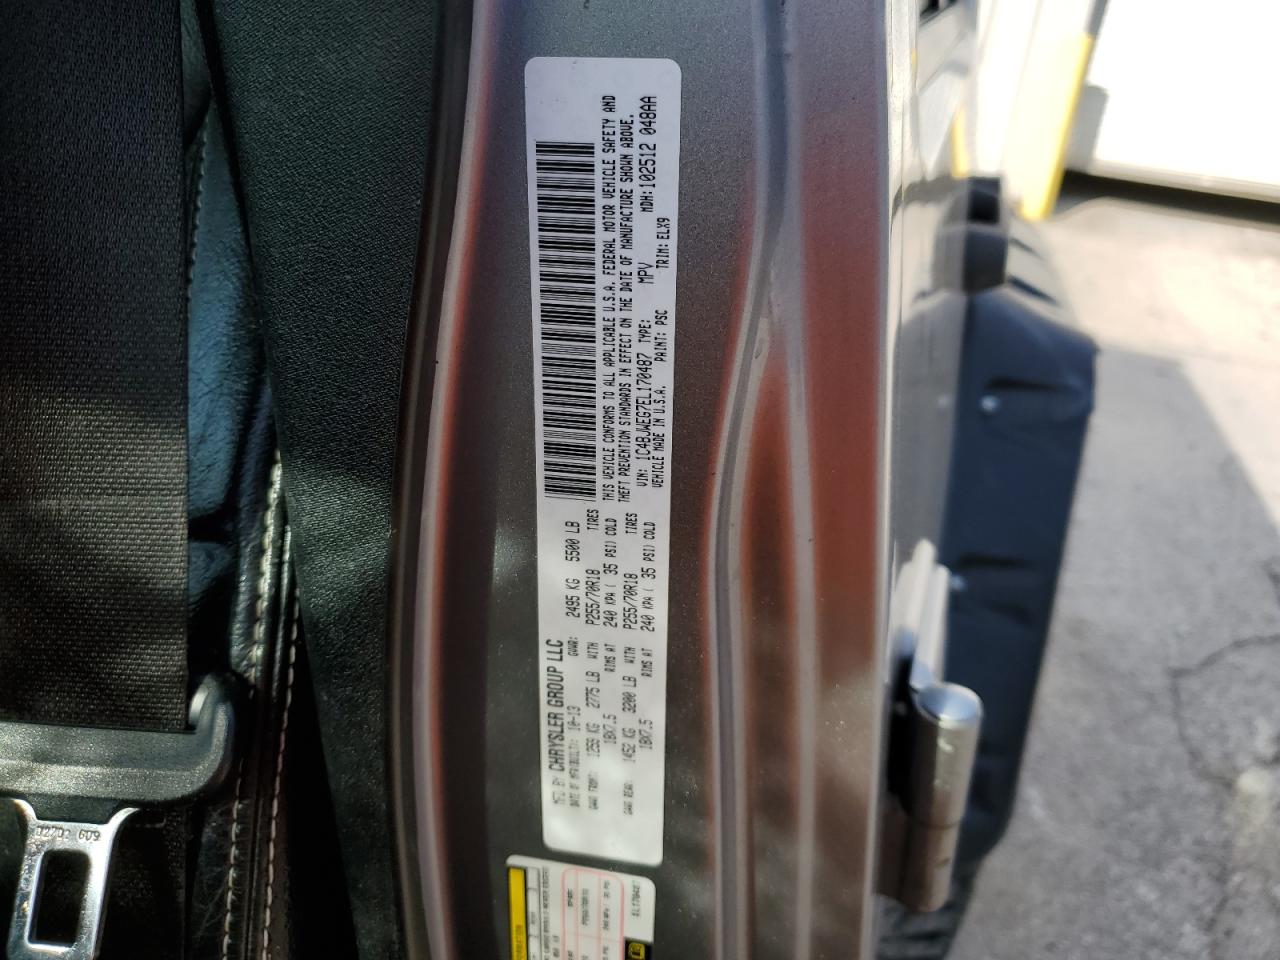 MFD BY CHRYSLER GROUP LLC
DATE OF MFR/BUILT: 10-13 GVWR: 2495 KG 5500 LB
GAWR FRONT: 1259 KG 2775 LB WITH P255/70R18 TIRES
18X7.5 RIMS AT 240 KPA ( 35 PSI) COLD
GAWR REAR: 1452 KG 3200 LB WITH P255/70R18 TIRES
18X7.5 RIMS AT 240 KPA ( 35 PSI) COLD
THIS VEHICLE CONFORMS TO ALL APPLICABLE U.S.A. FEDERAL MOTOR VEHICLE SAFETY AND
THEFT PREVENTION STANDARDS IN EFFECT ON THE DATE OF MANUFACTURE SHOWN ABOVE.
VIN: 1C4BJWEG7EL170487 TYPE: MPV MDH: 102512 048AA
VEHICLE MADE IN U.S.A. PAINT: PSC TRIM: ELX9